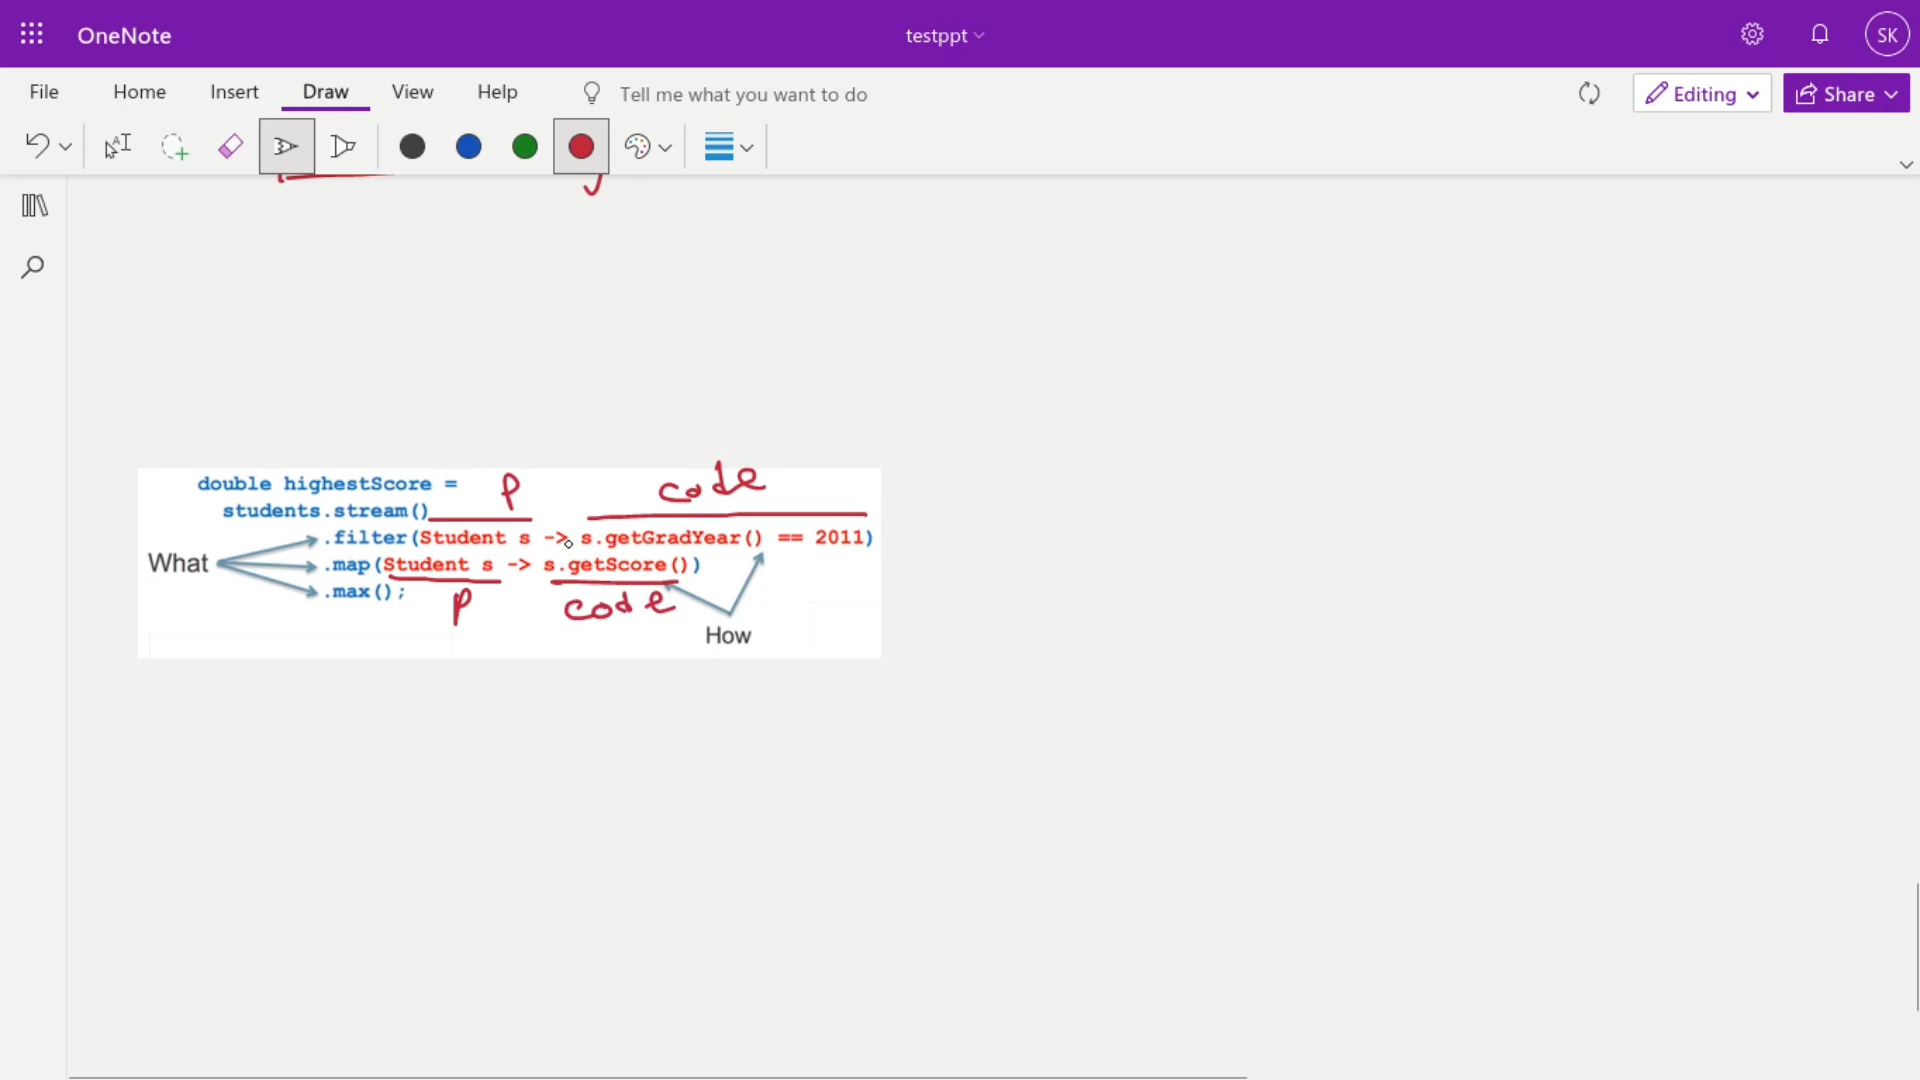 OneNote
testppt
SK
File Home Insert Draw View Help Tell me what you want to do Editing Share
double highestScore = P code
students.stream()
.filter(Student s -> s.getGradYear() == 2011)
What .map(Student s -> s.getScore())
.max(); P code
How